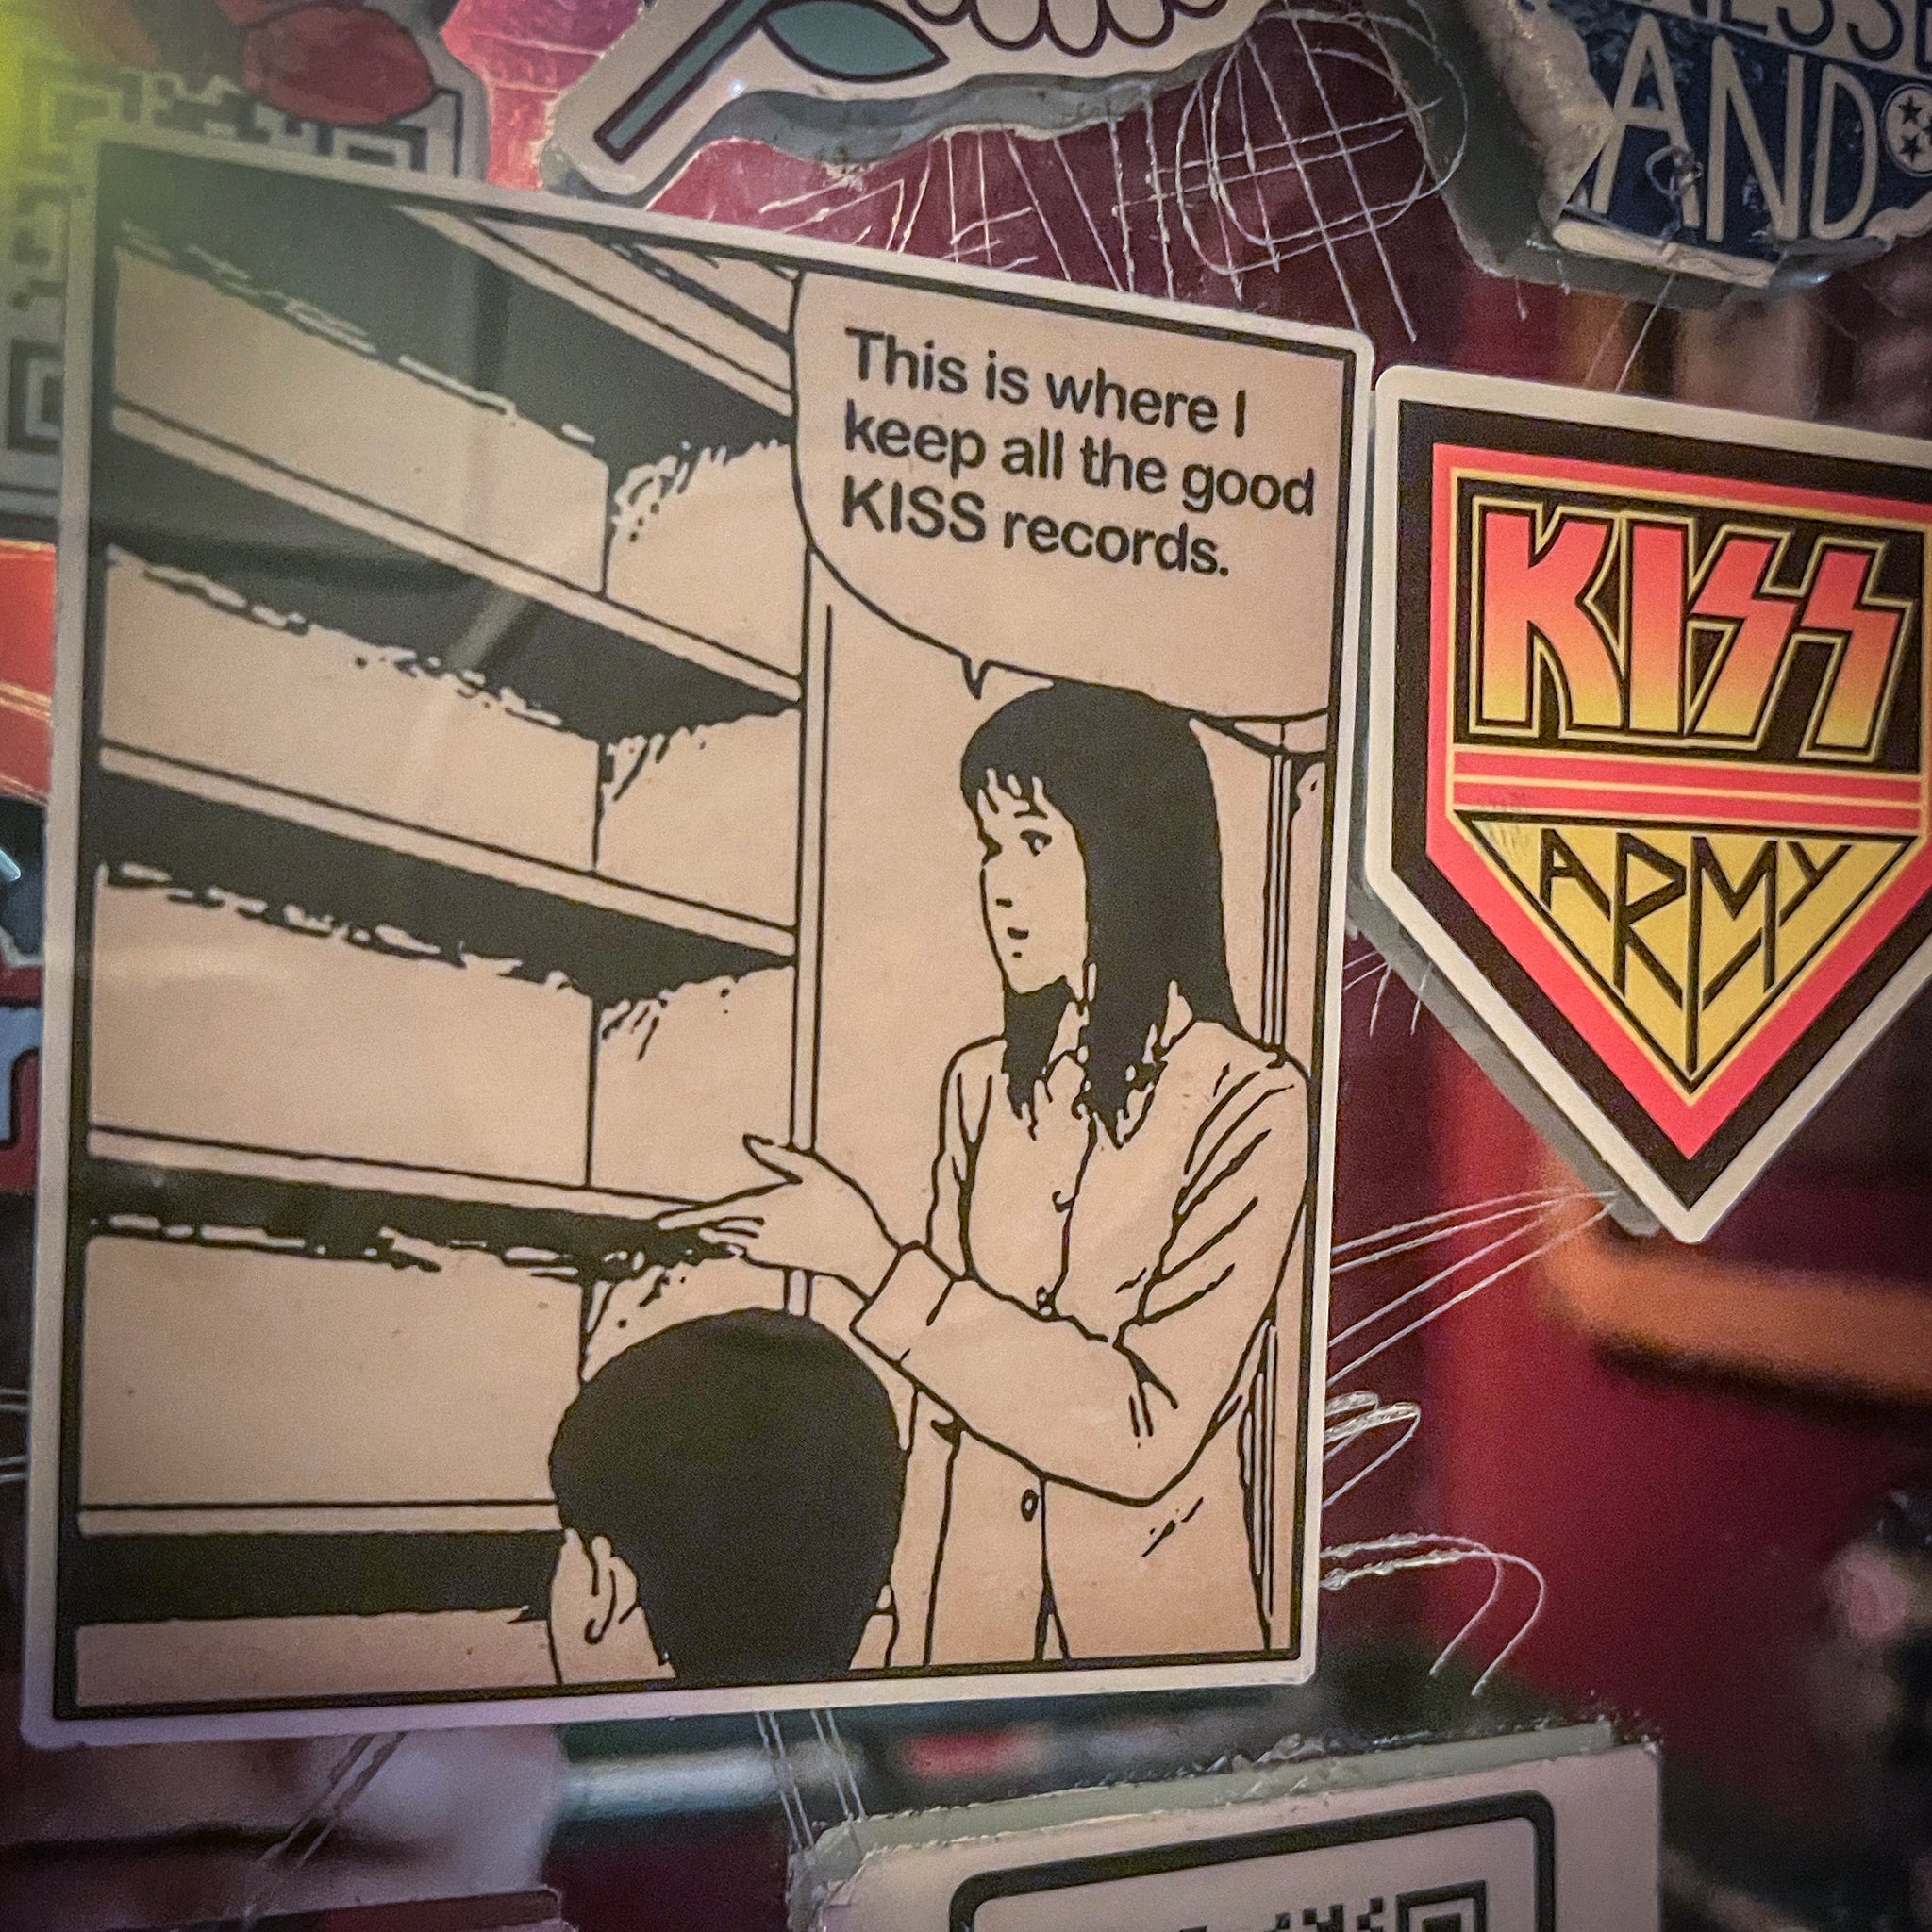 AND
This is where I
keep all the good
KISS records.
KISS
ARMY